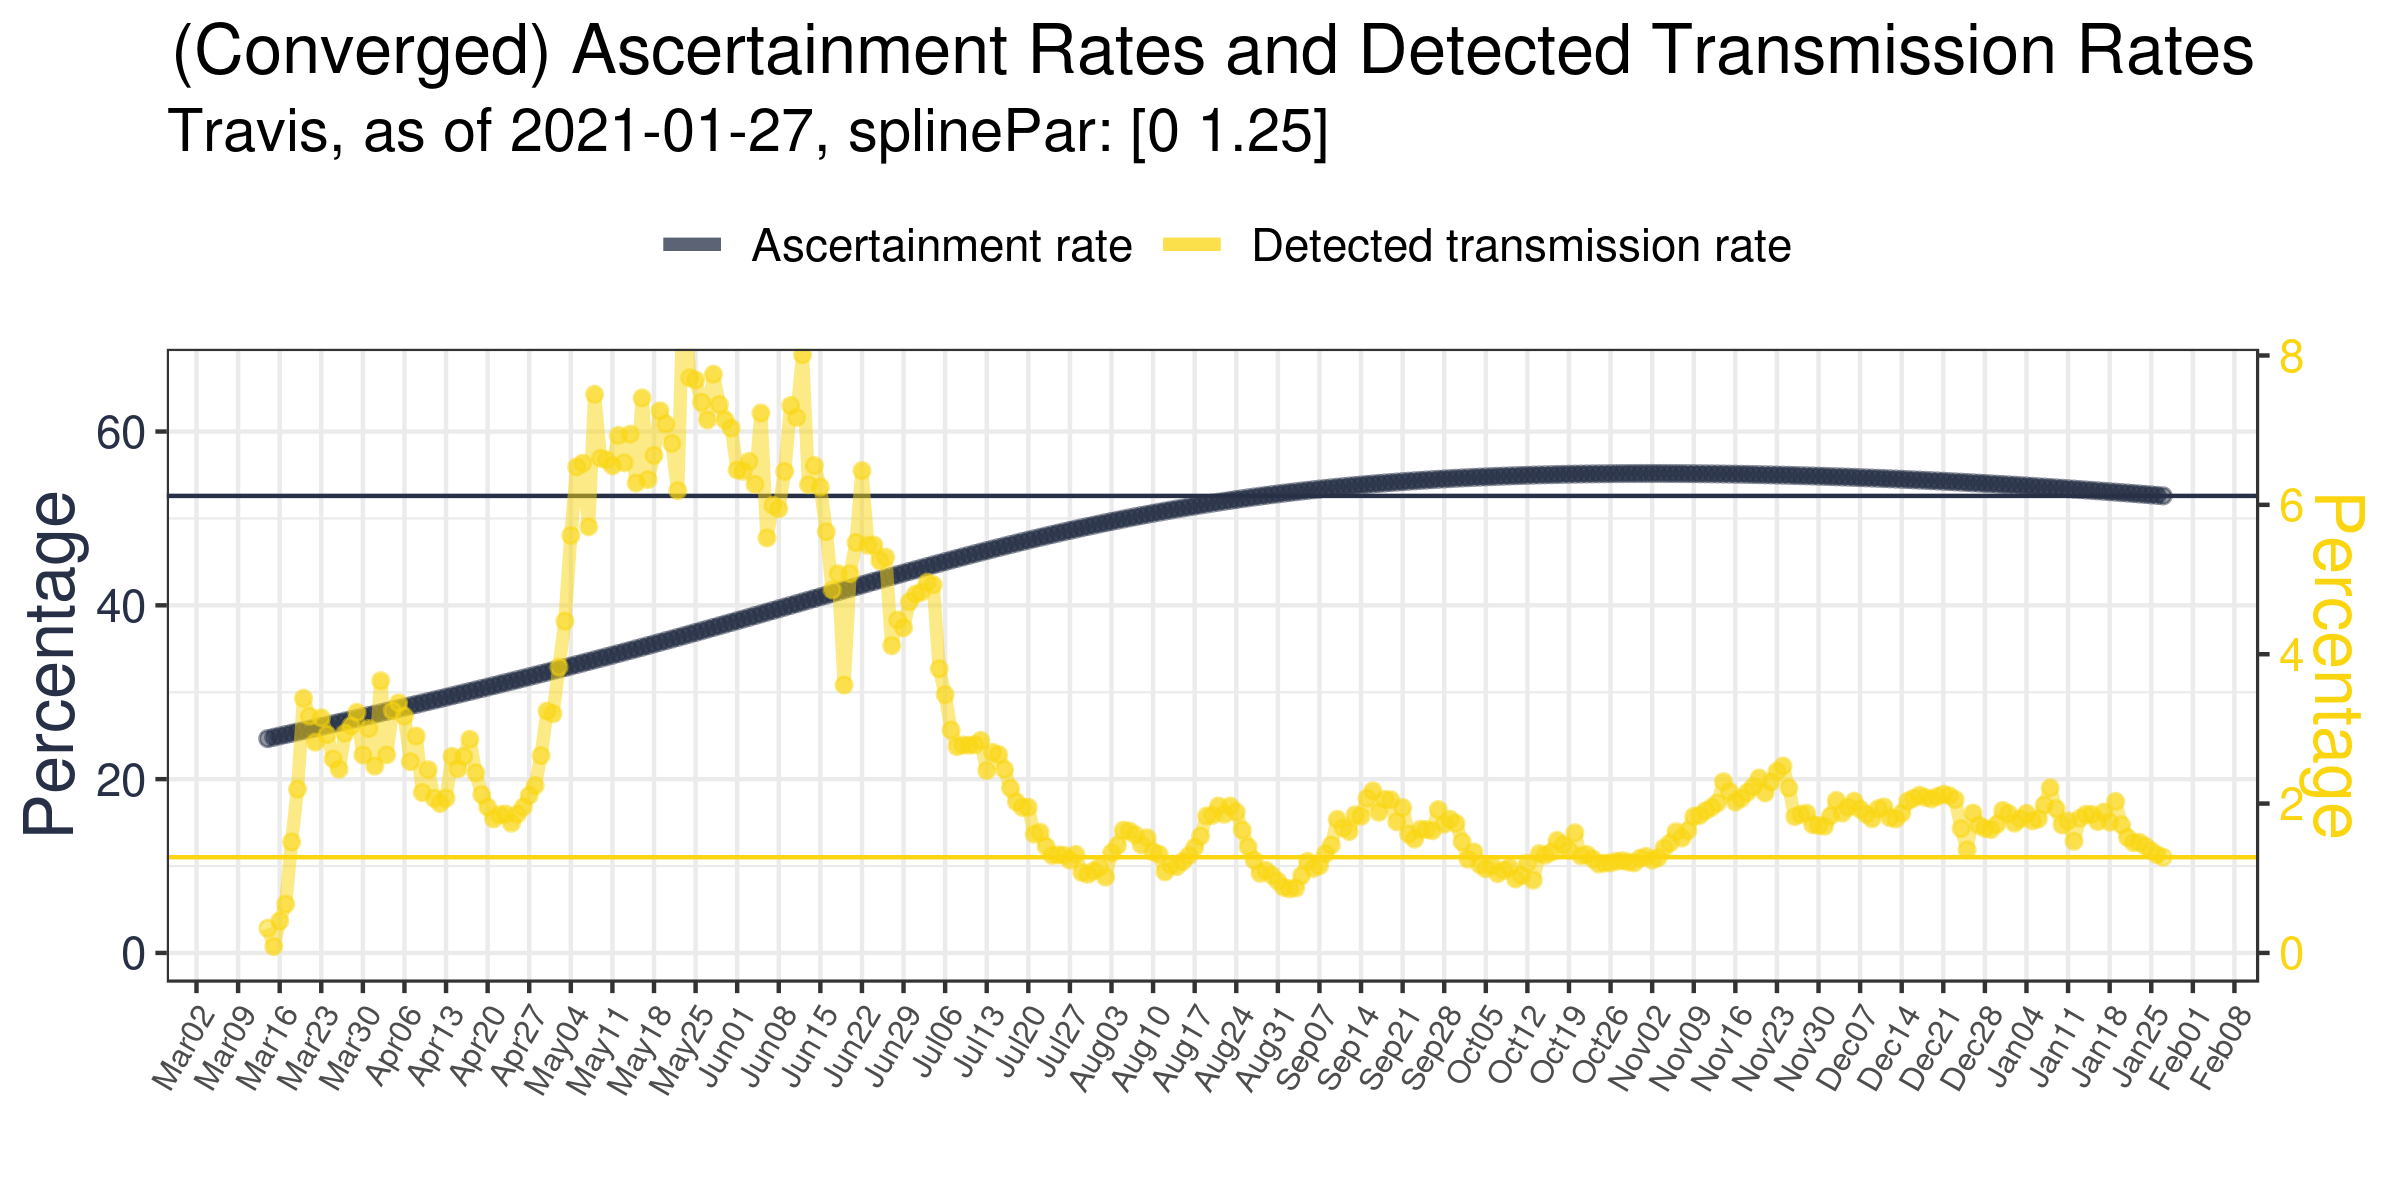 (Converged) Ascertainment Rates and Detected Transmission Rates
Travis, as of 2021-01-27, splinePar: [0 1.25]
Ascertainment rate
Detected transmission rate
Percentage
60
40
20
0
8
6
4
2
0
Percentage
Mar02
Mar09
Mar16
Mar23
Mar30
Apr06
Apr13
Apr20
Apr27
May04
May11
May18
May25
Jun01
Jun08
Jun15
Jun22
Jun29
Jul06
Jul13
Jul20
Jul27
Aug03
Aug10
Aug17
Aug24
Aug31
Sep07
Sep14
Sep21
Sep28
Oct05
Oct12
Oct19
Oct26
Nov02
Nov09
Nov16
Nov23
Nov30
Dec07
Dec14
Dec21
Dec28
Jan04
Jan11
Jan18
Jan25
Feb01
Feb08